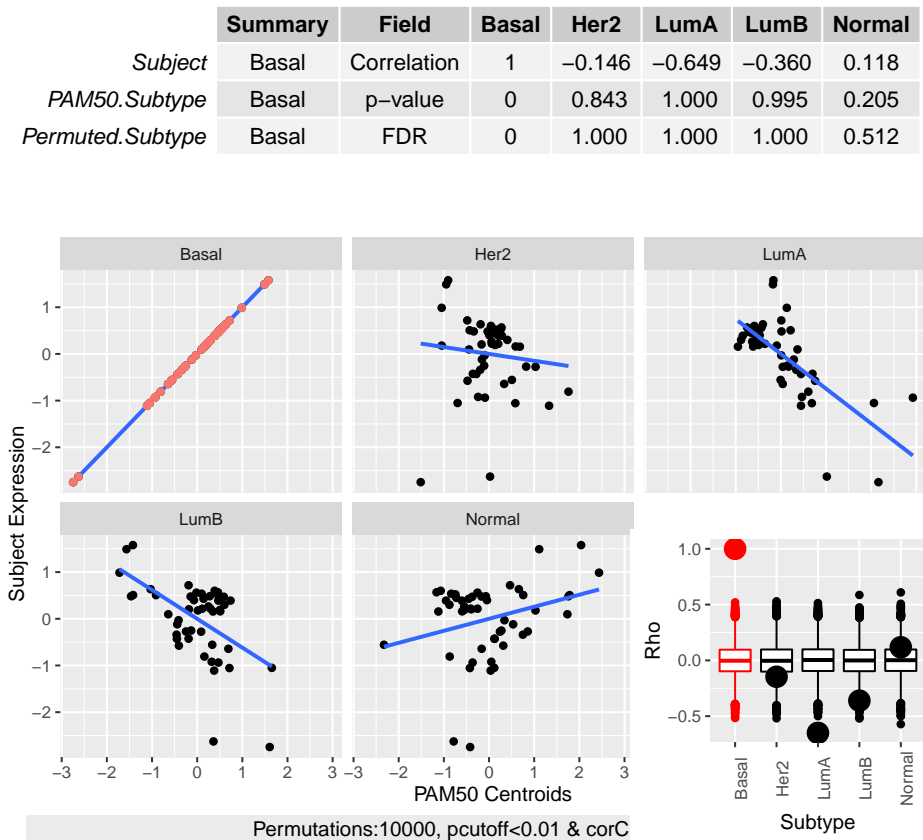 Summary Field Basal Her2 LumA LumB Normal
Subject Basal Correlation 1 −0.146 −0.649 −0.360 0.118
PAM50.Subtype Basal p−value 0 0.843 1.000 0.995 0.205
Permuted.Subtype Basal FDR 0 1.000 1.000 1.000 0.512
Basal Her2 LumA
1
0
−1
−2
Subject Expression
LumB Normal
1
0
−1
−2
−3 −2 −1 0 1 2 3 −3 −2 −1 0 1 2 3
PAM50 Centroids
1.0
0.5
0.0
−0.5
Rho
Basal Her2 LumA LumB Normal
Subtype
Permutations:10000, pcutoff<0.01 & corC